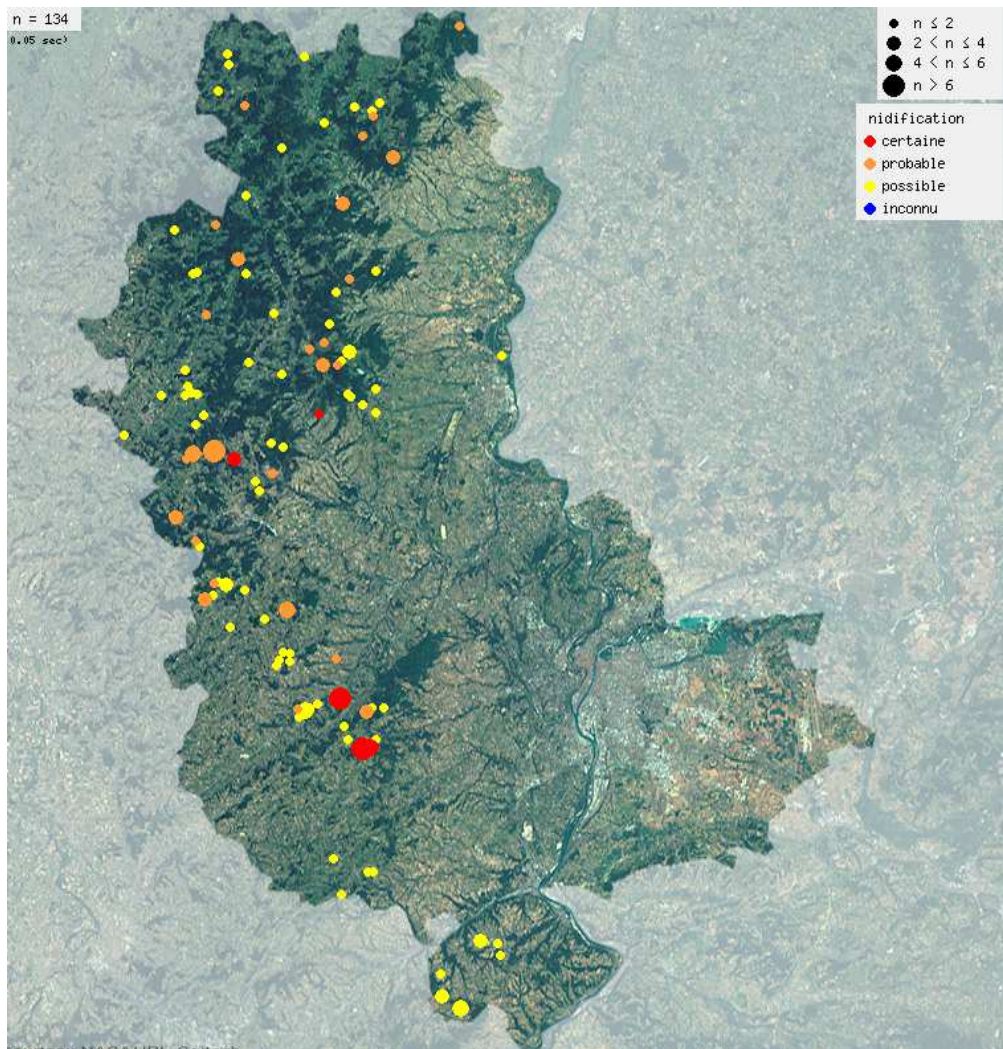 n = 134
0.05 sec)
n ≤ 2
2 < n ≤ 4
4 < n ≤ 6
n > 6
nidification
certaine
probable
possible
inconnu